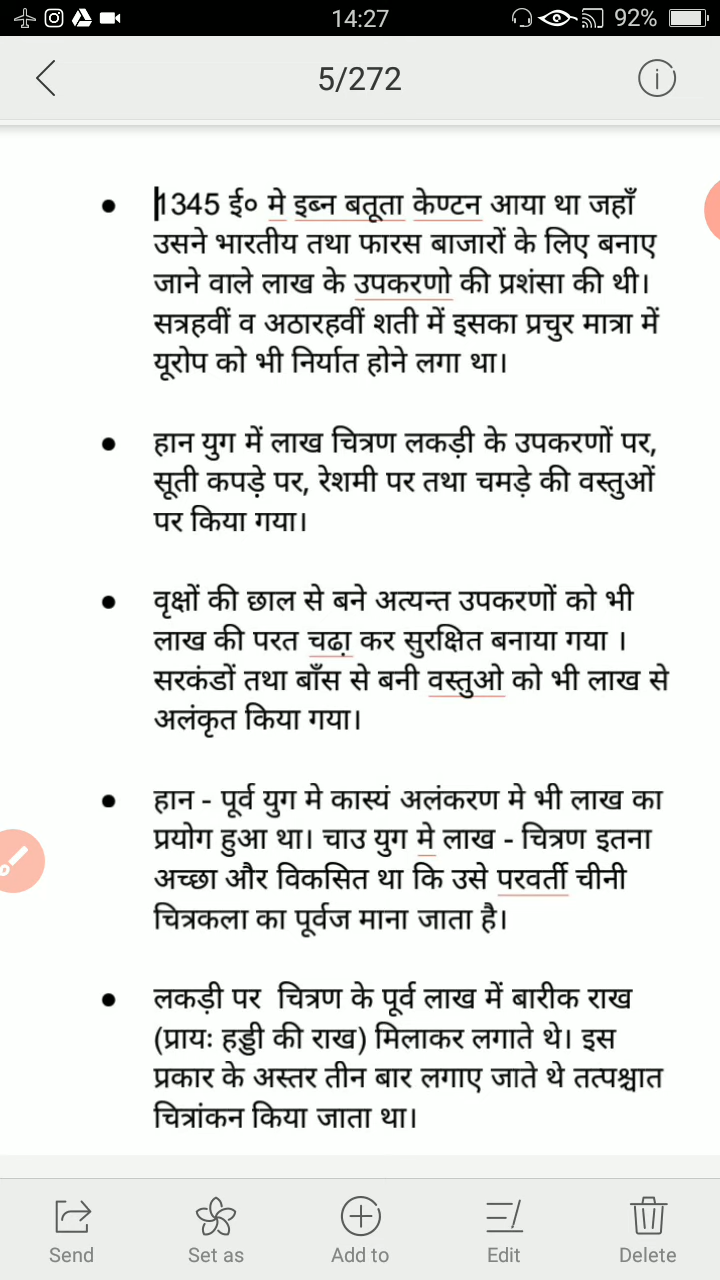 14:27
92%
5/272
1345 ई० मे इब्न बतूता केण्टन आया था जहाँ
उसने भारतीय तथा फारस बाजारों के लिए बनाए
जाने वाले लाख के उपकरणो की प्रशंसा की थी।
सत्रहवीं व अठारहवीं शती में इसका प्रचुर मात्रा में
यूरोप को भी निर्यात होने लगा था।
हान युग में लाख चित्रण लकड़ी के उपकरणों पर,
सूती कपड़े पर, रेशमी पर तथा चमड़े की वस्तुओं
पर किया गया।
वृक्षों की छाल से बने अत्यन्त उपकरणों को भी
लाख की परत चढा़ कर सुरक्षित बनाया गया ।
सरकंडों तथा बाँस से बनी वस्तुओ को भी लाख से
अलंकृत किया गया।
हान - पूर्व युग मे कास्यं अलंकरण मे भी लाख का
प्रयोग हुआ था। चाउ युग मे लाख - चित्रण इतना
अच्छा और विकसित था कि उसे परवर्ती चीनी
चित्रकला का पूर्वज माना जाता है।
लकड़ी पर  चित्रण के पूर्व लाख में बारीक राख
(प्रायः हड्डी की राख) मिलाकर लगाते थे। इस
प्रकार के अस्तर तीन बार लगाए जाते थे तत्पश्चात
चित्रांकन किया जाता था।
Send
Set as
Add to
Edit
Delete